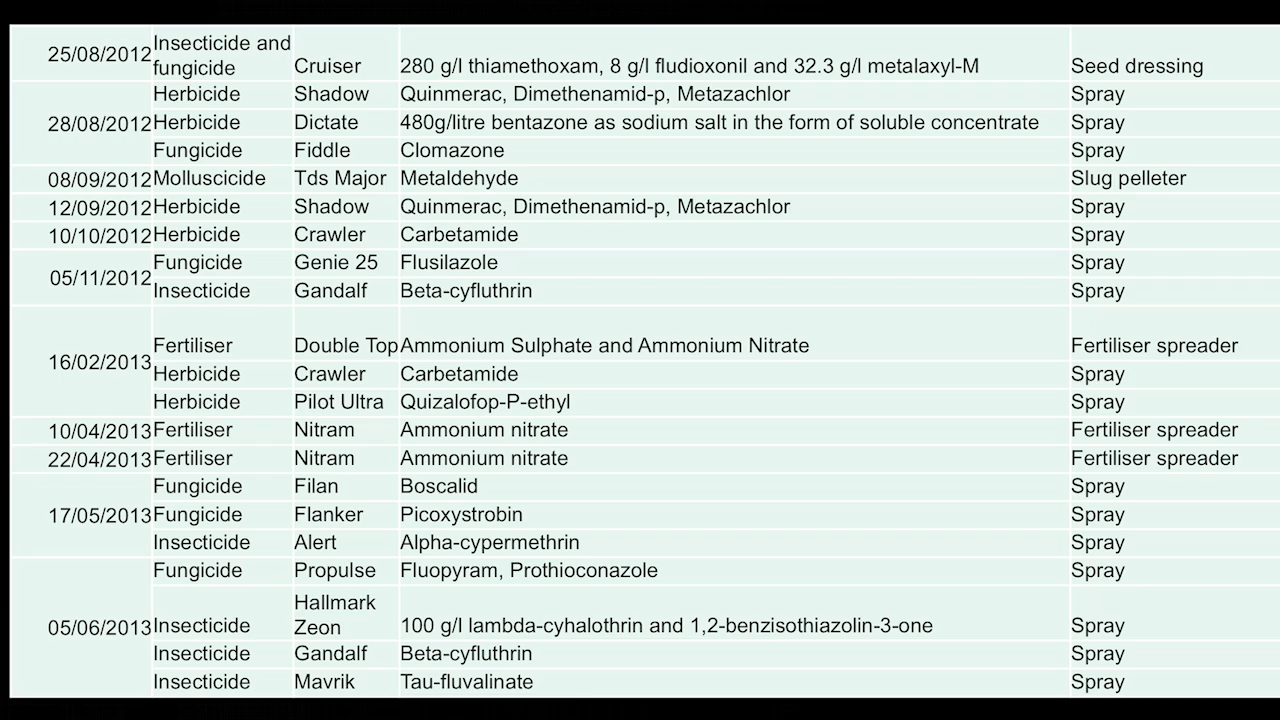 25/08/2012 Insecticide and fungicide Cruiser 280 g/l thiamethoxam, 8 g/l fludioxonil and 32.3 g/l metalaxyl-M Seed dressing
28/08/2012 Herbicide Shadow Quinmerac, Dimethenamid-p, Metazachlor Spray
Herbicide Dictate 480g/litre bentazone as sodium salt in the form of soluble concentrate Spray
Fungicide Fiddle Clomazone Spray
08/09/2012 Molluscicide Tds Major Metaldehyde Slug pelleter
12/09/2012 Herbicide Shadow Quinmerac, Dimethenamid-p, Metazachlor Spray
10/10/2012 Herbicide Crawler Carbetamide Spray
05/11/2012 Fungicide Genie 25 Flusilazole Spray
Insecticide Gandalf Beta-cyfluthrin Spray
16/02/2013 Fertiliser Double Top Ammonium Sulphate and Ammonium Nitrate Fertiliser spreader
Herbicide Crawler Carbetamide Spray
Herbicide Pilot Ultra Quizalofop-P-ethyl Spray
10/04/2013 Fertiliser Nitram Ammonium nitrate Fertiliser spreader
22/04/2013 Fertiliser Nitram Ammonium nitrate Fertiliser spreader
17/05/2013 Fungicide Filan Boscalid Spray
Fungicide Flanker Picoxystrobin Spray
Insecticide Alert Alpha-cypermethrin Spray
05/06/2013 Fungicide Propulse Fluopyram, Prothioconazole Spray
Insecticide Hallmark Zeon 100 g/l lambda-cyhalothrin and 1,2-benzisothiazolin-3-one Spray
Insecticide Gandalf Beta-cyfluthrin Spray
Insecticide Mavrik Tau-fluvalinate Spray